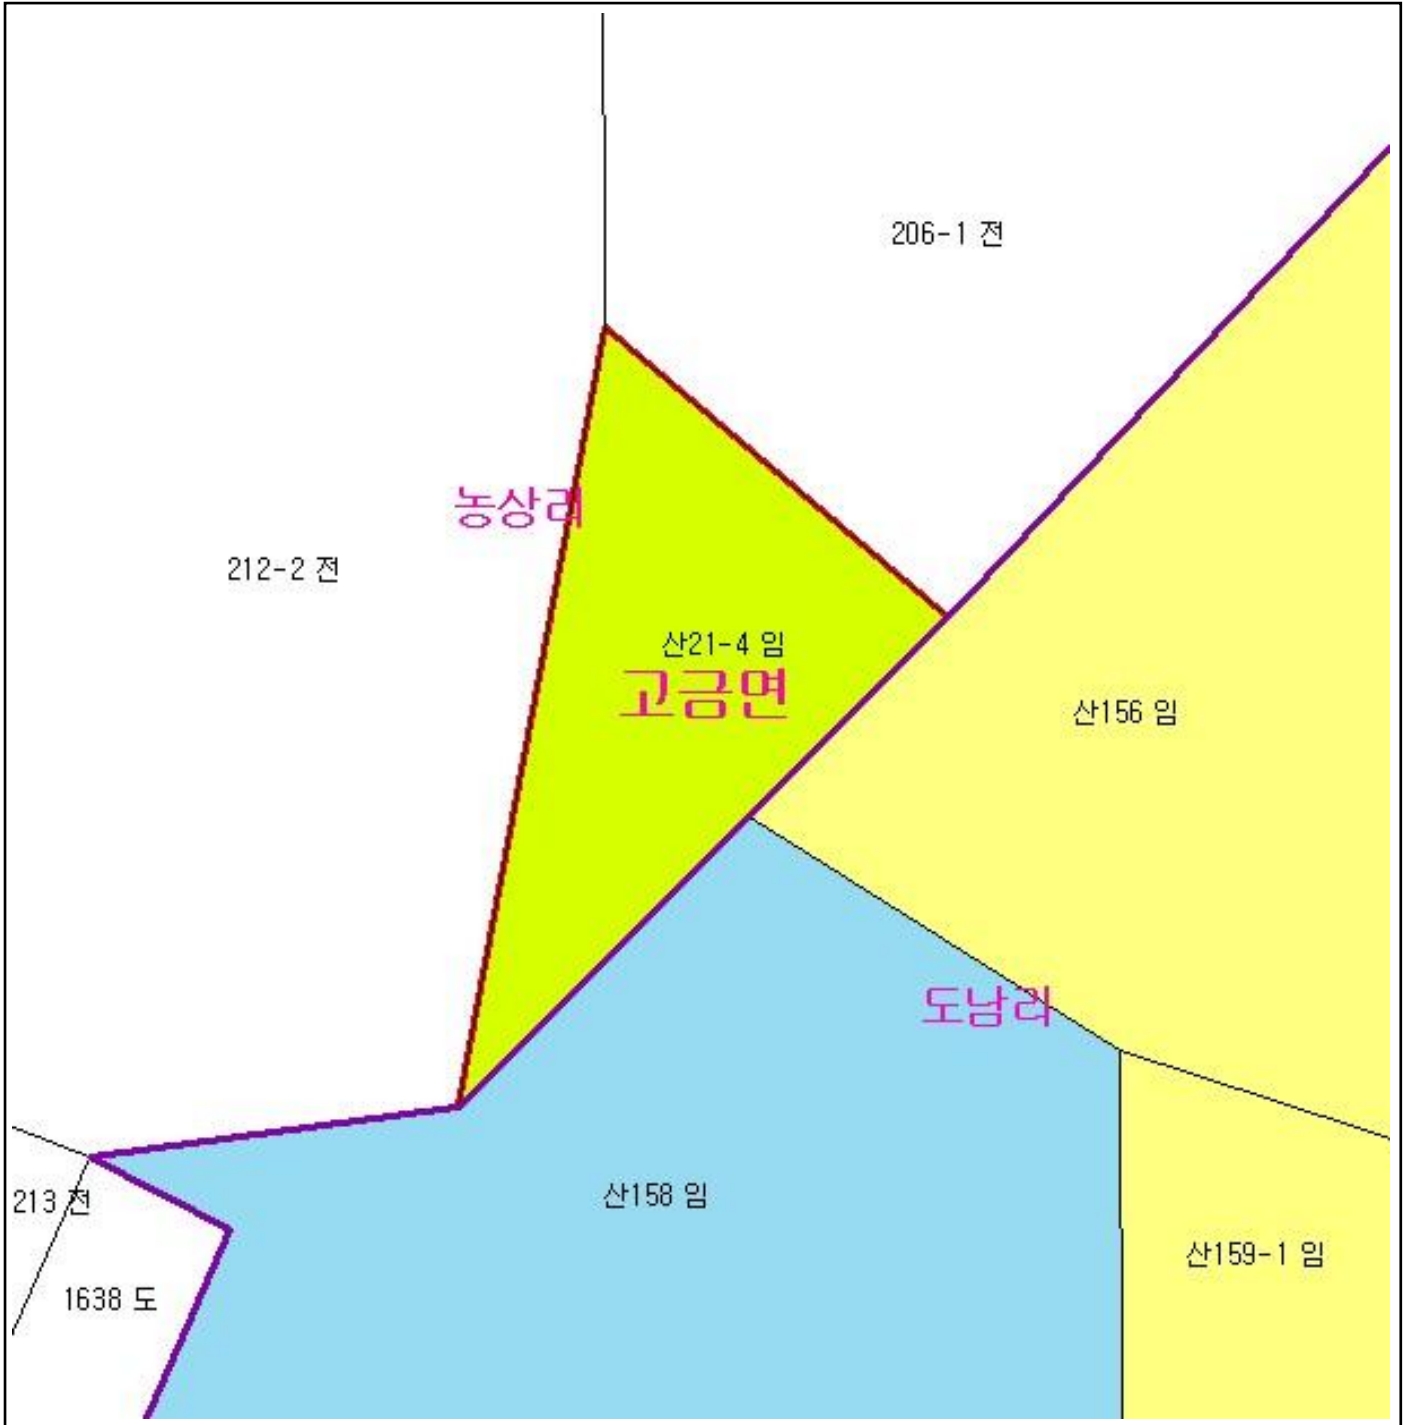 206-1 전
농상리
212-2 전
산21-4 임
고금면
산156 임
도남리
213 전
산158 임
산159-1 임
1638 도